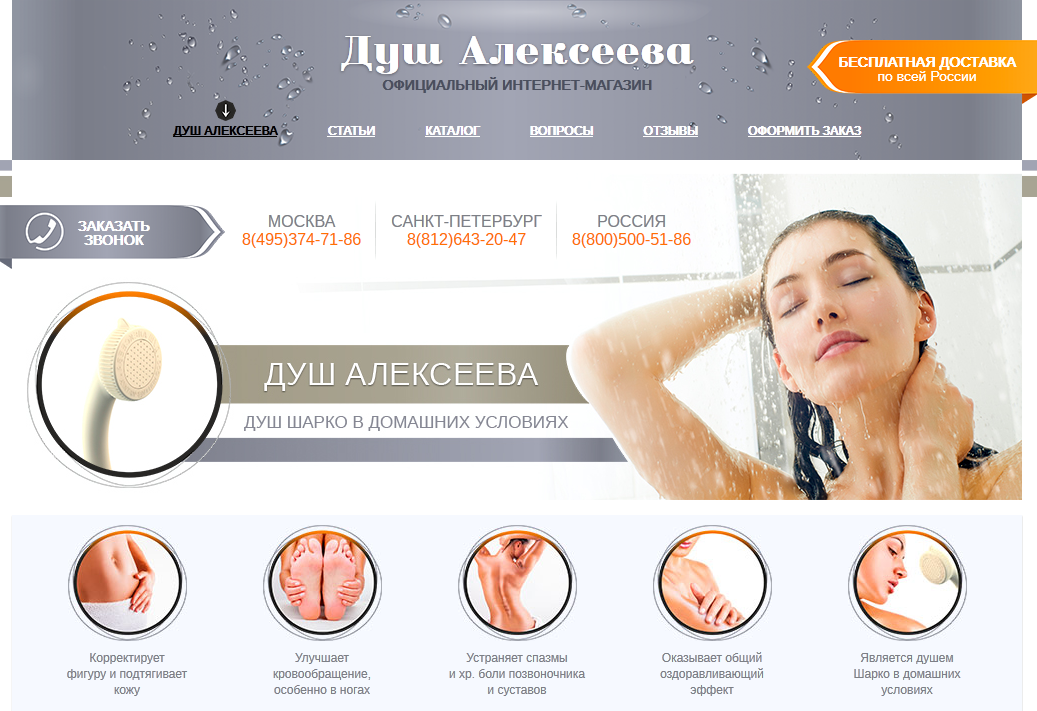 Душ Алексеева
ОФИЦИАЛЬНЫЙ ИНТЕРНЕТ-МАГАЗИН
БЕСПЛАТНАЯ ДОСТАВКА
по всей России
ДУШ АЛЕКСЕЕВА СТАТЬИ КАТАЛОГ ВОПРОСЫ ОТЗЫВЫ ОФОРМИТЬ ЗАКАЗ
ЗАКАЗАТЬ
ЗВОНОК
МОСКВА
8(495)374-71-86
САНКТ-ПЕТЕРБУРГ
8(812)643-20-47
РОССИЯ
8(800)500-51-86
ДУШ АЛЕКСЕЕВА
ДУШ ШАРКО В ДОМАШНИХ УСЛОВИЯХ
Корректирует
фигуру и подтягивает
кожу
Улучшает
кровообращение,
особенно в ногах
Устраняет спазмы
и хр. боли позвоночника
и суставов
Оказывает общий
оздоравливающий
эффект
Является душем
Шарко в домашних
условиях